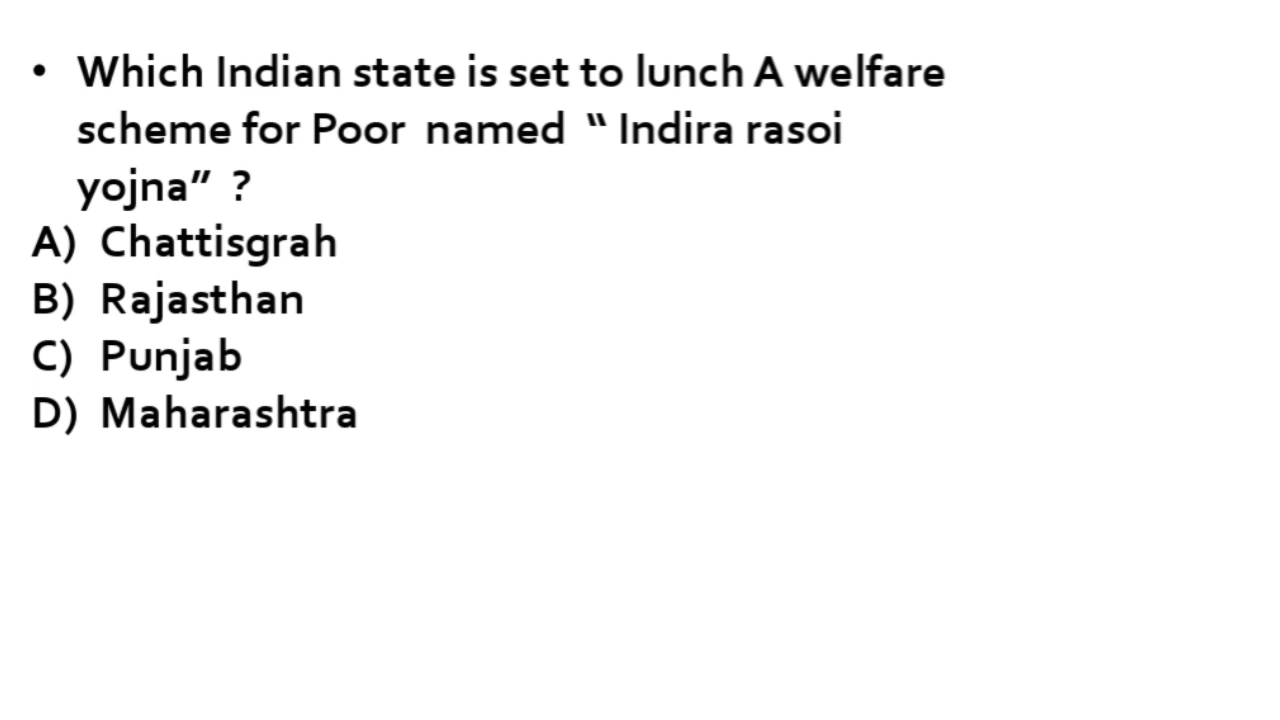 • Which Indian state is set to lunch A welfare
scheme for Poor named “ Indira rasoi
yojna” ?
A) Chattisgrah
B) Rajasthan
C) Punjab
D) Maharashtra